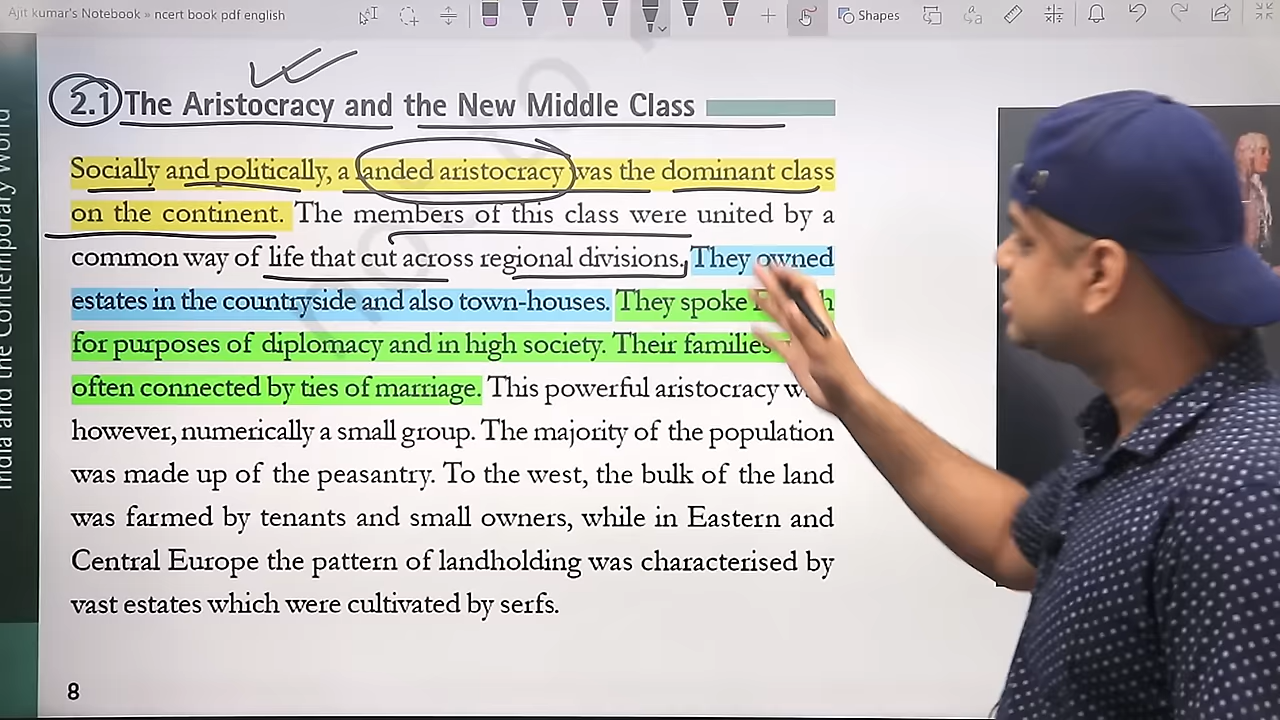 Ajit kumar's Notebook » ncert book pdf english
Shapes
India and the Contemporary World
2.1 The Aristocracy and the New Middle Class
Socially and politically, a landed aristocracy was the dominant class
on the continent. The members of this class were united by a
common way of life that cut across regional divisions. They owned
estates in the countryside and also town-houses. They spoke
for purposes of diplomacy and in high society. Their families
often connected by ties of marriage. This powerful aristocracy
however, numerically a small group. The majority of the population
was made up of the peasantry. To the west, the bulk of the land
was farmed by tenants and small owners, while in Eastern and
Central Europe the pattern of landholding was characterised by
vast estates which were cultivated by serfs.
8